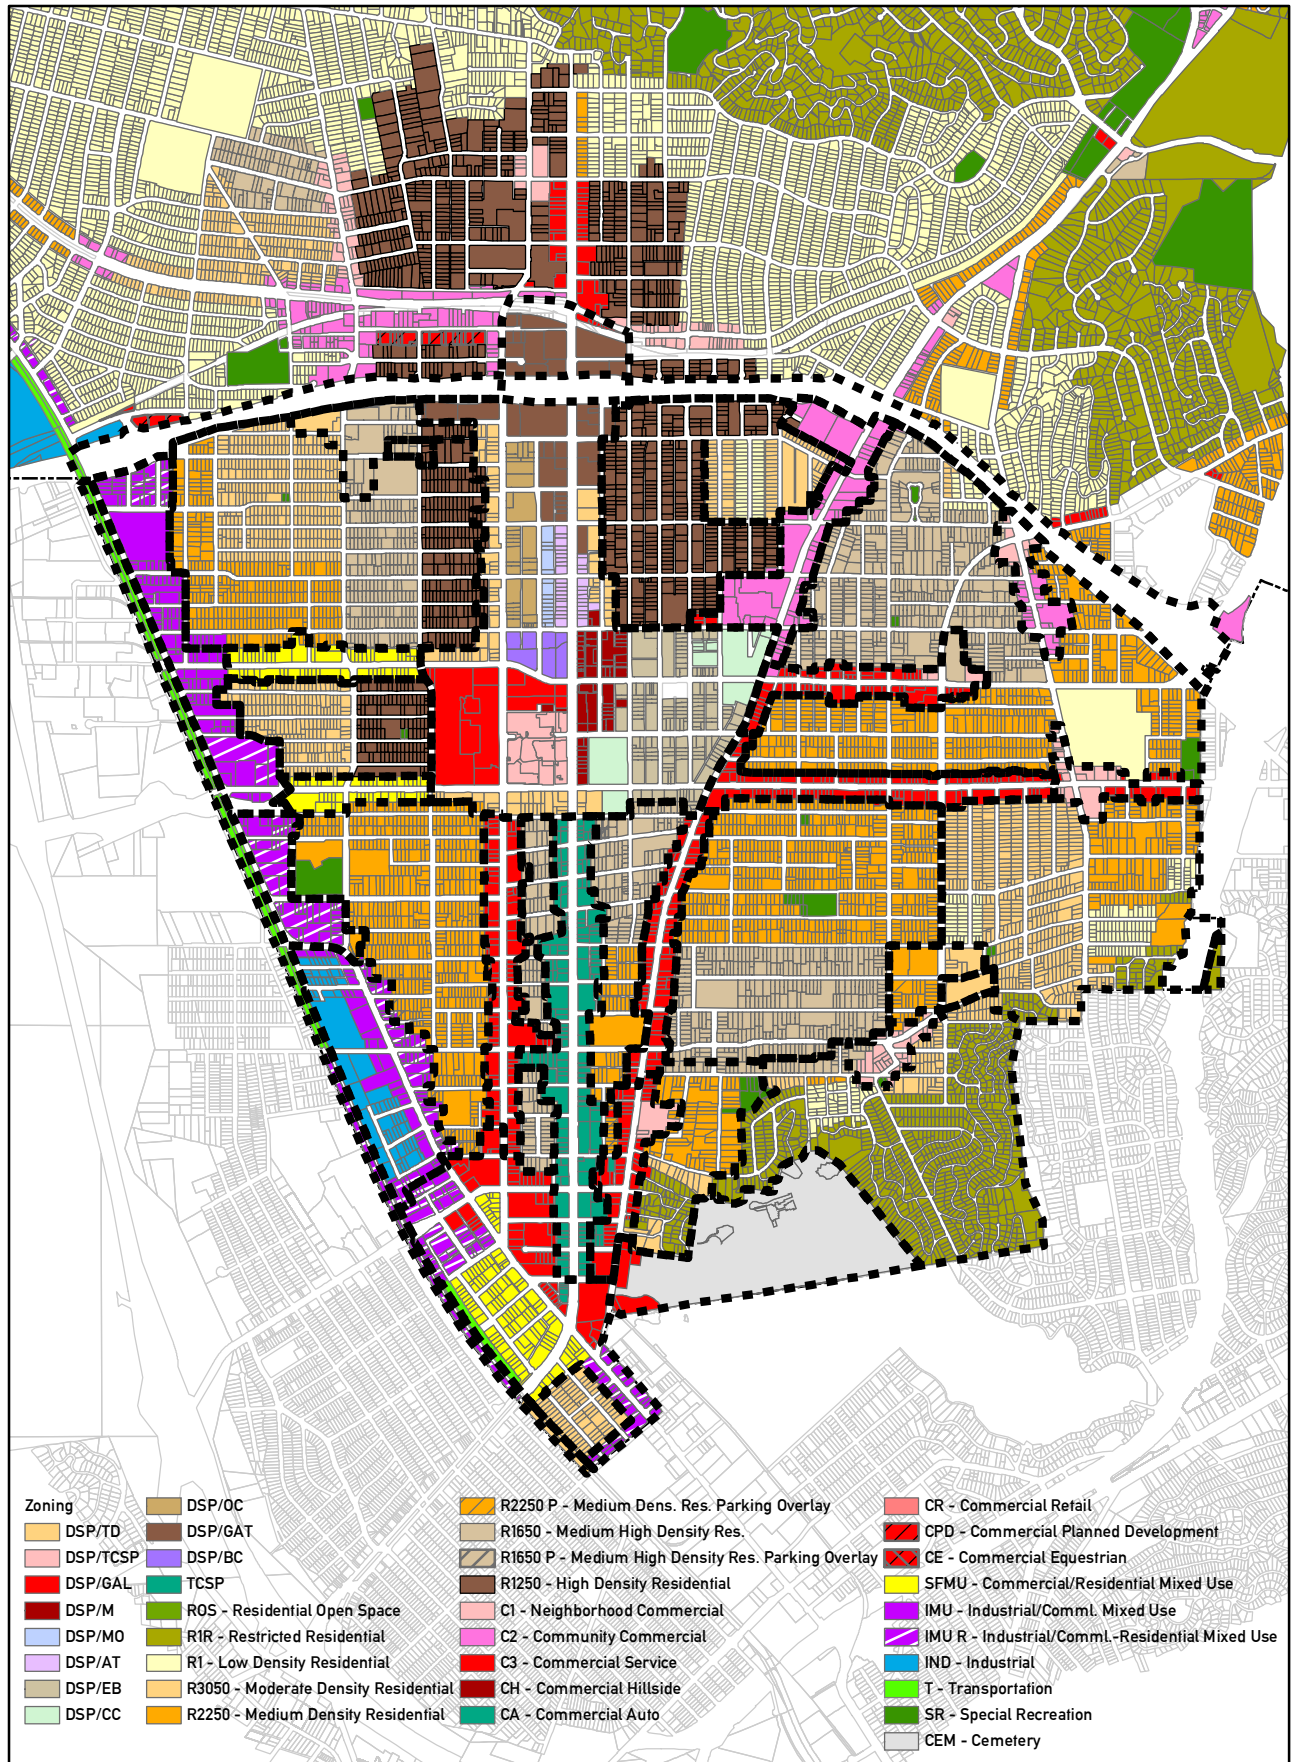 Zoning
DSP/TD
DSP/TCSP
DSP/GAL
DSP/M
DSP/MO
DSP/AT
DSP/EB
DSP/CC
DSP/OC
DSP/GAT
DSP/BC
TCSP
ROS - Residential Open Space
R1R - Restricted Residential
R1 - Low Density Residential
R3050 - Moderate Density Residential
R2250 - Medium Density Residential
R2250 P - Medium Dens. Res. Parking Overlay
R1650 - Medium High Density Res.
R1650 P - Medium High Density Res. Parking Overlay
R1250 - High Density Residential
C1 - Neighborhood Commercial
C2 - Community Commercial
C3 - Commercial Service
CH - Commercial Hillside
CA - Commercial Auto
CR - Commercial Retail
CPD - Commercial Planned Development
CE - Commercial Equestrian
SFMU - Commercial/Residential Mixed Use
IMU - Industrial/Comml. Mixed Use
IMU R - Industrial/Comml.-Residential Mixed Use
IND - Industrial
T - Transportation
SR - Special Recreation
CEM - Cemetery